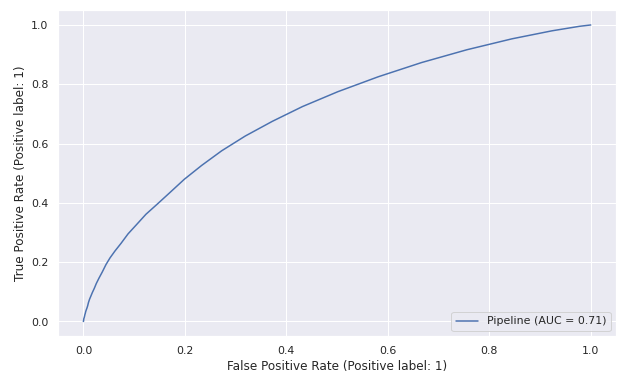 1.0
0.8
0.6
0.4
0.2
0.0
True Positive Rate (Positive label: 1)
Pipeline (AUC = 0.71)
0.0 0.2 0.4 0.6 0.8 1.0
False Positive Rate (Positive label: 1)